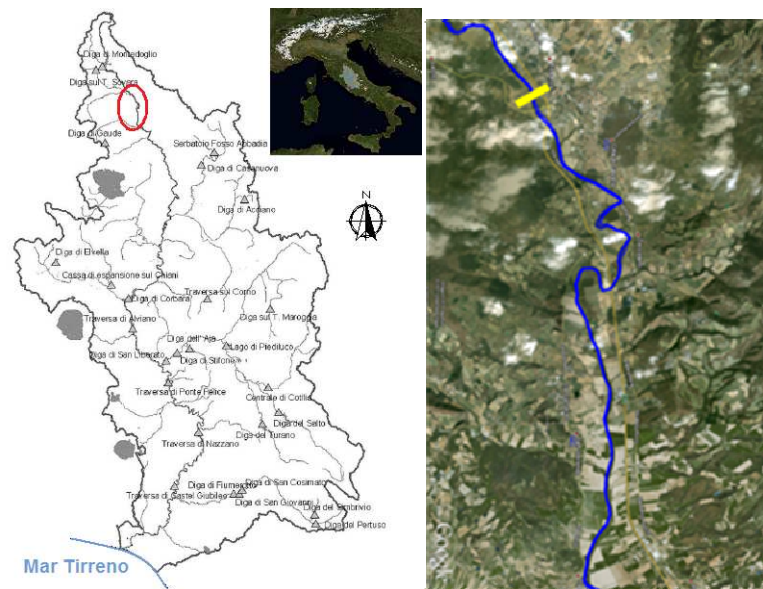 Diga di Montedoglio
Diga sul T. Sovara
Diga di Gaude
Serbatoio Fosso Abbadia
Diga di Casanuova
N
Diga di Acciano
Diga di Elvella
Cassa di espansione sul Chiani
Diga di Corbara
Traversa sul Corno
Traversa di Alviano
Diga sul T. Maroggia
Diga dell' Aja
Lago di Piediluco
Diga di San Liberato
Diga di Stifone
Traversa di Ponte Felice
Centrale di Cotilia
Diga del Salto
Diga del Turano
Traversa di Nazzano
Diga di Fiumerato
Diga di San Cosimato
Traversa di Castel Giubileo
Diga di San Giovanni
Diga del Simbrivio
Diga del Pertuso
Mar Tirreno